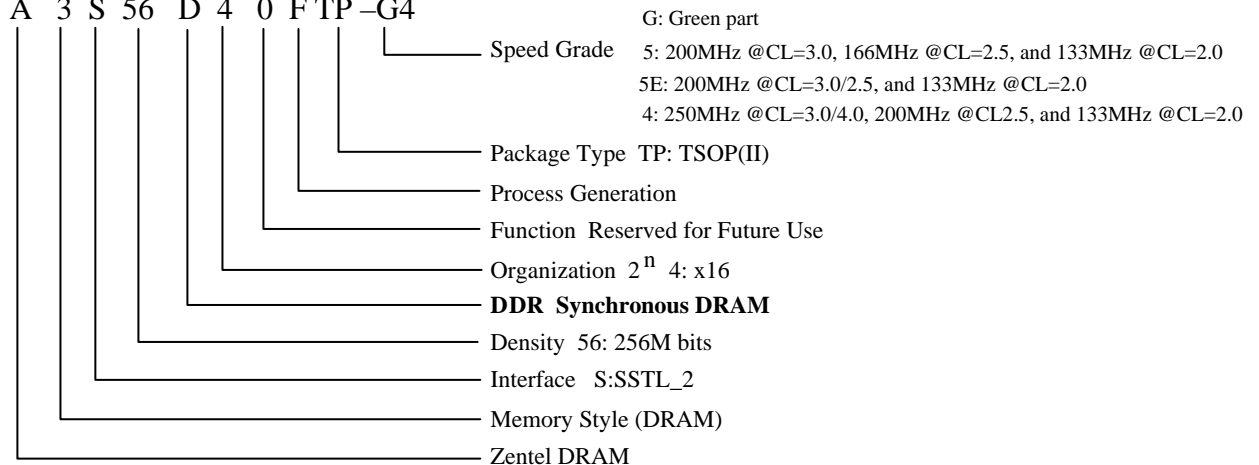 A 3 S 56 D 4 0 F TP –G4
G: Green part
Speed Grade 5: 200MHz @CL=3.0, 166MHz @CL=2.5, and 133MHz @CL=2.0
5E: 200MHz @CL=3.0/2.5, and 133MHz @CL=2.0
4: 250MHz @CL=3.0/4.0, 200MHz @CL2.5, and 133MHz @CL=2.0
Package Type TP: TSOP(II)
Process Generation
Function Reserved for Future Use
Organization 2ⁿ 4: x16
DDR Synchronous DRAM
Density 56: 256M bits
Interface S:SSTL_2
Memory Style (DRAM)
Zentel DRAM